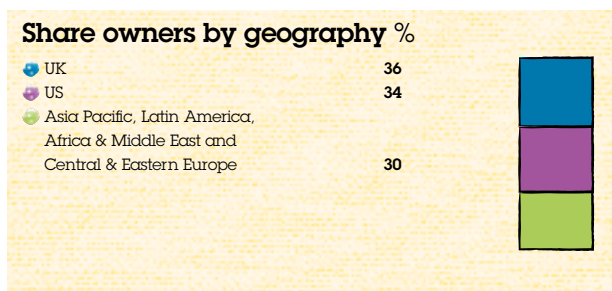 Share owners by geography %
UK 36
US 34
Asia Pacific, Latin America,
Africa & Middle East and
Central & Eastern Europe 30